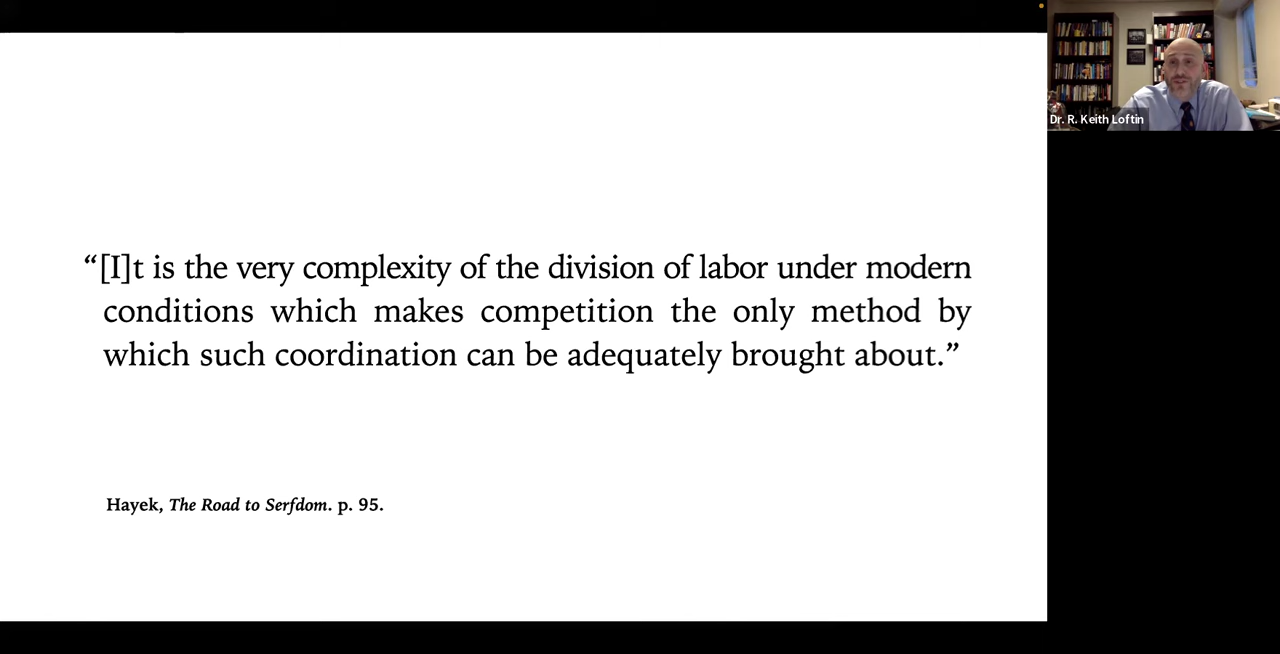 “[I]t is the very complexity of the division of labor under modern
conditions which makes competition the only method by
which such coordination can be adequately brought about.”
Hayek, The Road to Serfdom. p. 95.
Dr. R. Keith Loftin